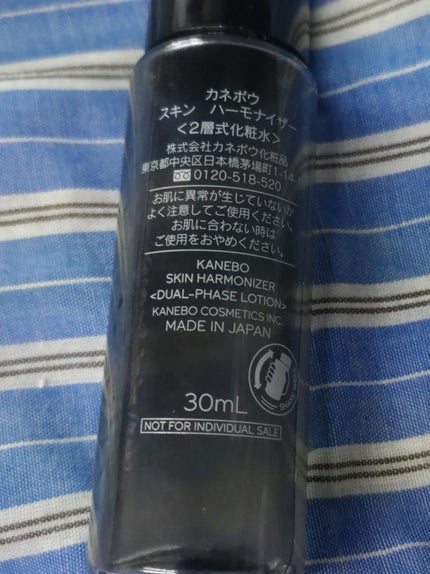 カネボウ
スキン ハーモナイザー
<2層式化粧水>
株式会社カネボウ化粧品
東京都中央区日本橋茅場町1-14-
0120-518-520
お肌に異常が生じていないか
よく注意してご使用ください。
お肌に合わない時は
ご使用をおやめください。
KANEBO
SKIN HARMONIZER
<DUAL-PHASE LOTION>
KANEBO COSMETICS INC.
MADE IN JAPAN
SHAKE WELL
30mL
NOT FOR INDIVIDUAL SALE